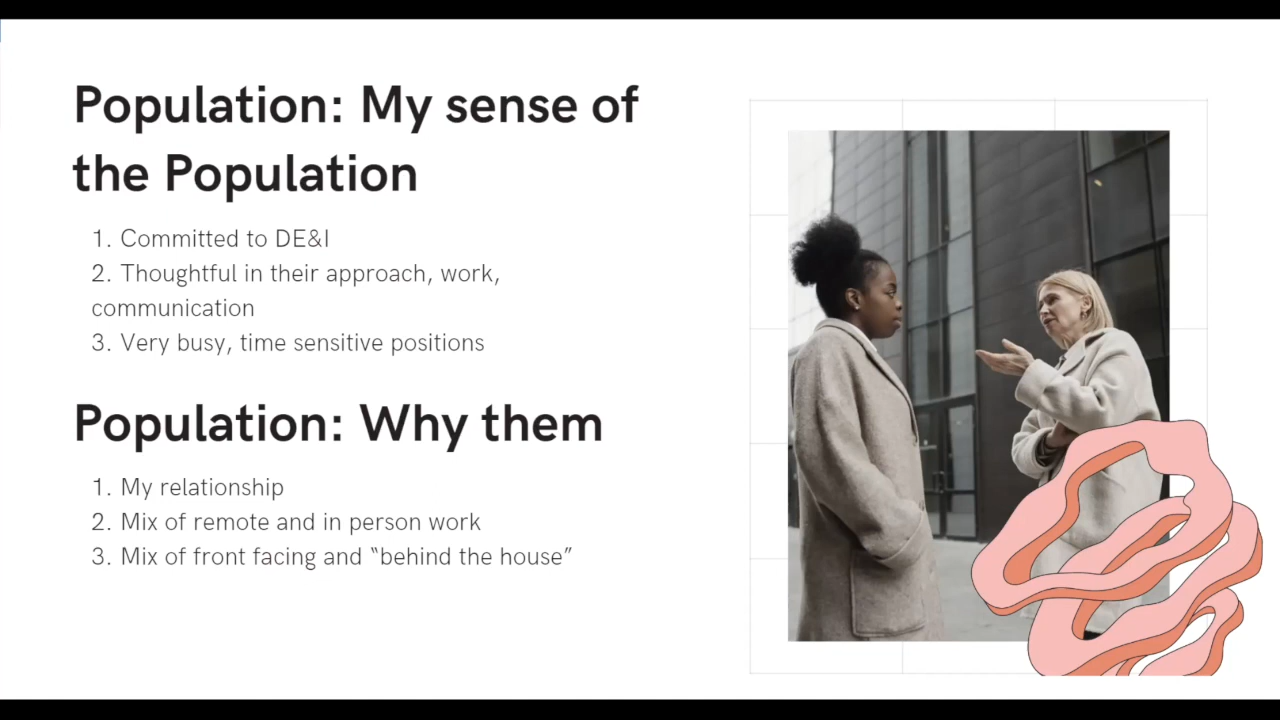 Population: My sense of
the Population
1. Committed to DE&I
2. Thoughtful in their approach, work,
communication
3. Very busy, time sensitive positions
Population: Why them
1. My relationship
2. Mix of remote and in person work
3. Mix of front facing and “behind the house”